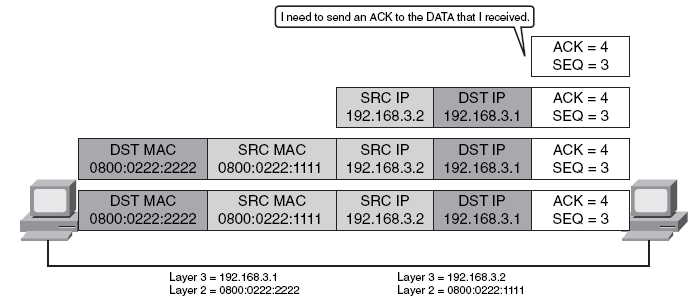 I need to send an ACK to the DATA that I received.
ACK = 4
SEQ = 3
SRC IP
192.168.3.2
DST IP
192.168.3.1
ACK = 4
SEQ = 3
DST MAC
0800:0222:2222
SRC MAC
0800:0222:1111
SRC IP
192.168.3.2
DST IP
192.168.3.1
ACK = 4
SEQ = 3
DST MAC
0800:0222:2222
SRC MAC
0800:0222:1111
SRC IP
192.168.3.2
DST IP
192.168.3.1
ACK = 4
SEQ = 3
Layer 3 = 192.168.3.1
Layer 2 = 0800:0222:2222
Layer 3 = 192.168.3.2
Layer 2 = 0800:0222:1111